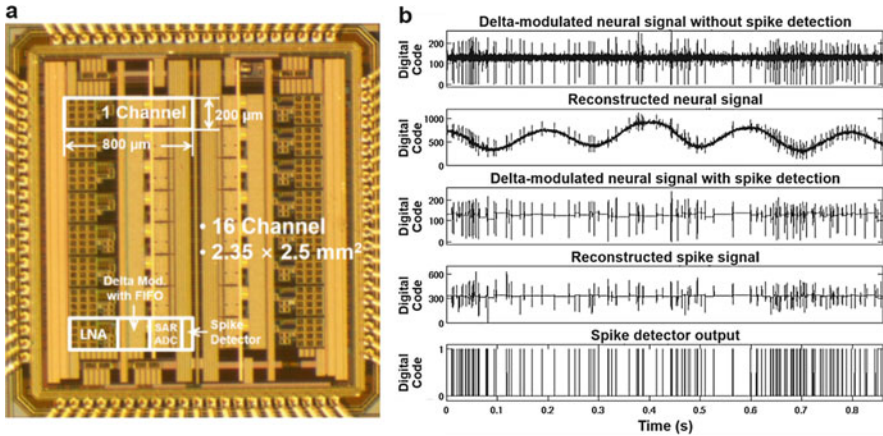 a
1 Channel
200 µm
800 µm
• 16 Channel
• 2.35 × 2.5 mm²
Delta Mod.
with FIFO
LNA
SAR
ADC
Spike
Detector
b
Delta-modulated neural signal without spike detection
Digital
Code
200
100
0
Reconstructed neural signal
Digital
Code
1000
500
0
Delta-modulated neural signal with spike detection
Digital
Code
200
100
0
Reconstructed spike signal
Digital
Code
600
300
0
Spike detector output
Digital
Code
1
0
0 0.1 0.2 0.3 0.4 0.5 0.6 0.7 0.8
Time (s)